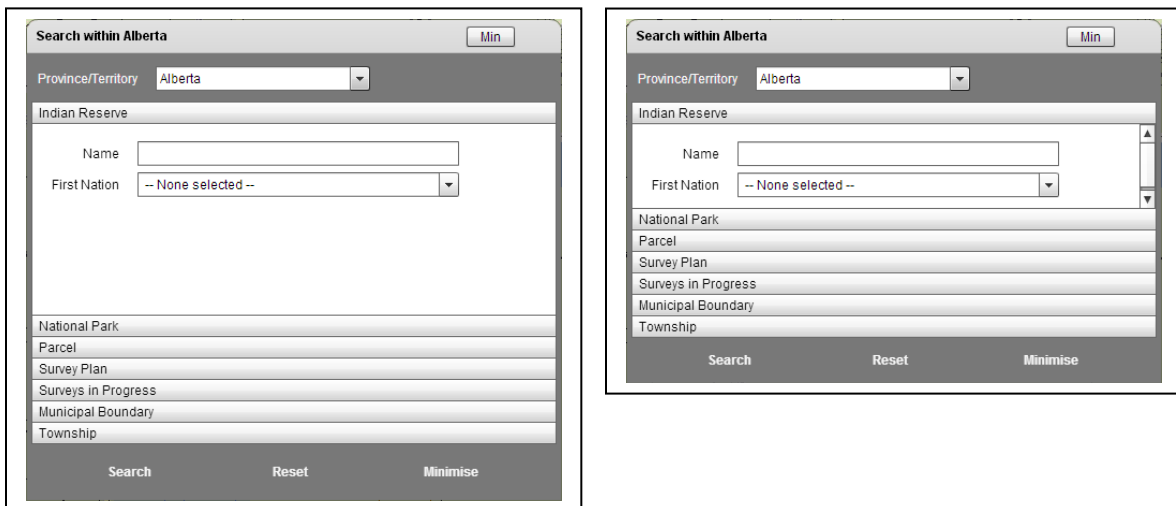 Search within Alberta Min
Province/Territory Alberta
Indian Reserve
Name
First Nation -- None selected --
National Park
Parcel
Survey Plan
Surveys in Progress
Municipal Boundary
Township
Search Reset Minimise
Search within Alberta Min
Province/Territory Alberta
Indian Reserve
Name
First Nation -- None selected --
National Park
Parcel
Survey Plan
Surveys in Progress
Municipal Boundary
Township
Search Reset Minimise